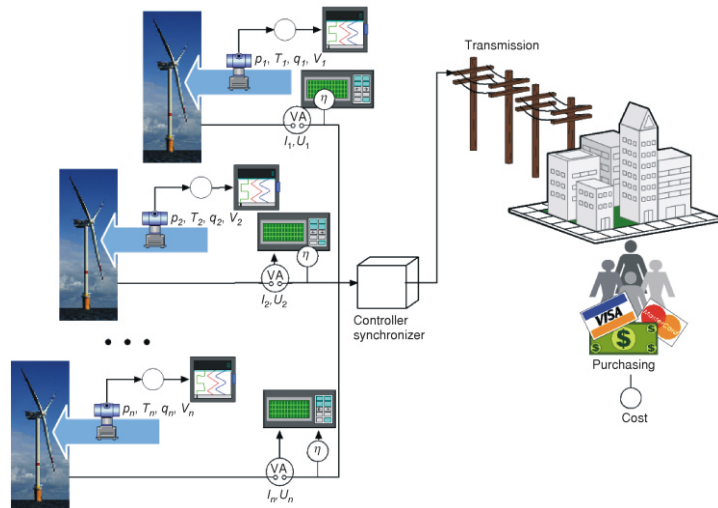 p1, T1, q1, V1
η
VA
I1, U1
Transmission
p2, T2, q2, V2
η
VA
I2, U2
Controller
synchronizer
VISA
MasterCard
$
Purchasing
Cost
• • •
pn, Tn, qn, Vn
η
VA
In, Un